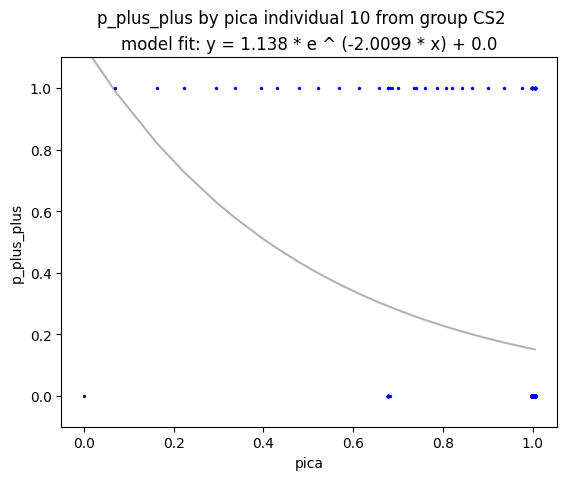 p_plus_plus by pica individual 10 from group CS2
model fit: y = 1.138 * e ^ (-2.0099 * x) + 0.0
1.0
0.8
0.6
0.4
0.2
0.0
p_plus_plus
0.0 0.2 0.4 0.6 0.8 1.0
pica